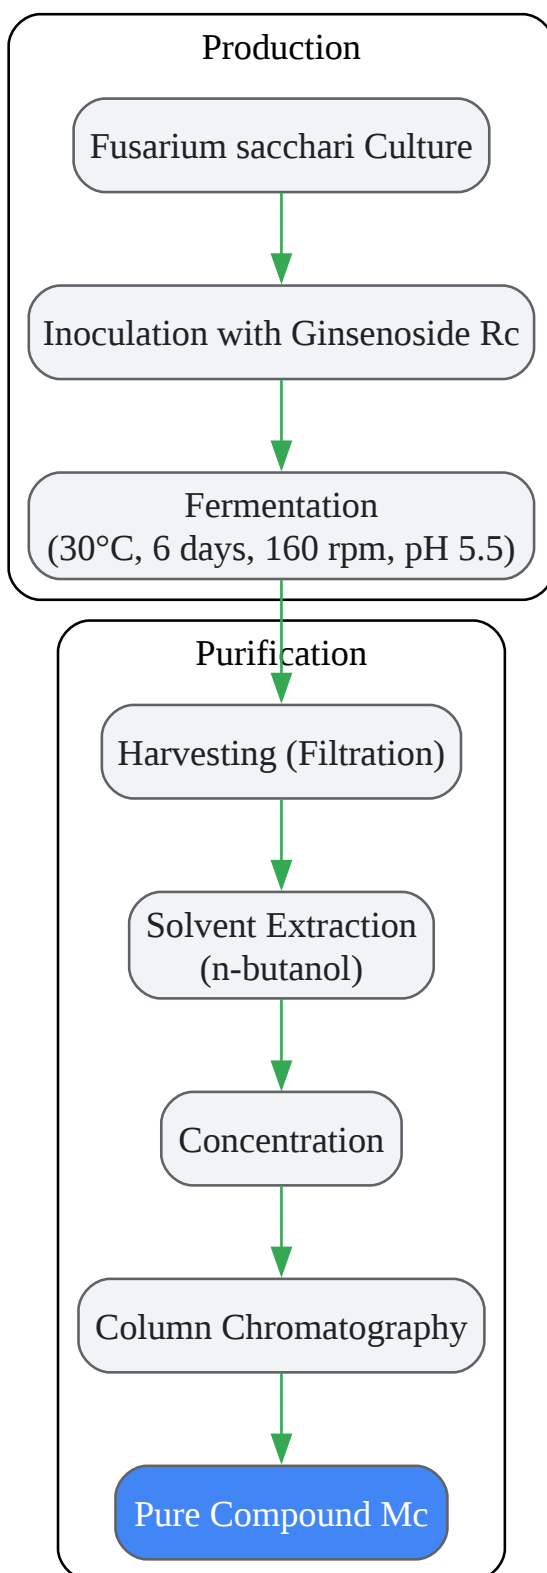 Production
Fusarium sacchari Culture
Inoculation with Ginsenoside Rc
Fermentation
(30°C, 6 days, 160 rpm, pH 5.5)
Purification
Harvesting (Filtration)
Solvent Extraction
(n-butanol)
Concentration
Column Chromatography
Pure Compound Mc